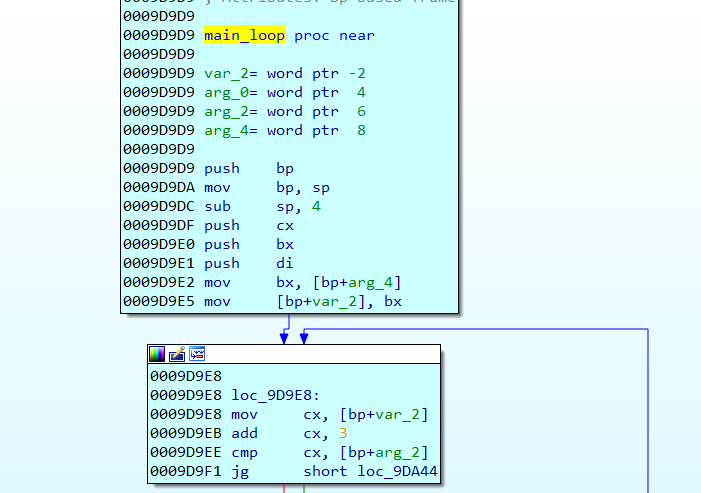 0009D9D9 ; Attributes: bp-based frame
0009D9D9
0009D9D9 main_loop proc near
0009D9D9
0009D9D9 var_2= word ptr -2
0009D9D9 arg_0= word ptr  4
0009D9D9 arg_2= word ptr  6
0009D9D9 arg_4= word ptr  8
0009D9D9
0009D9D9 push    bp
0009D9DA mov     bp, sp
0009D9DC sub     sp, 4
0009D9DF push    cx
0009D9E0 push    bx
0009D9E1 push    di
0009D9E2 mov     bx, [bp+arg_4]
0009D9E5 mov     [bp+var_2], bx
0009D9E8
0009D9E8 loc_9D9E8:
0009D9E8 mov     cx, [bp+var_2]
0009D9EB add     cx, 3
0009D9EE cmp     cx, [bp+arg_2]
0009D9F1 jg      short loc_9DA44